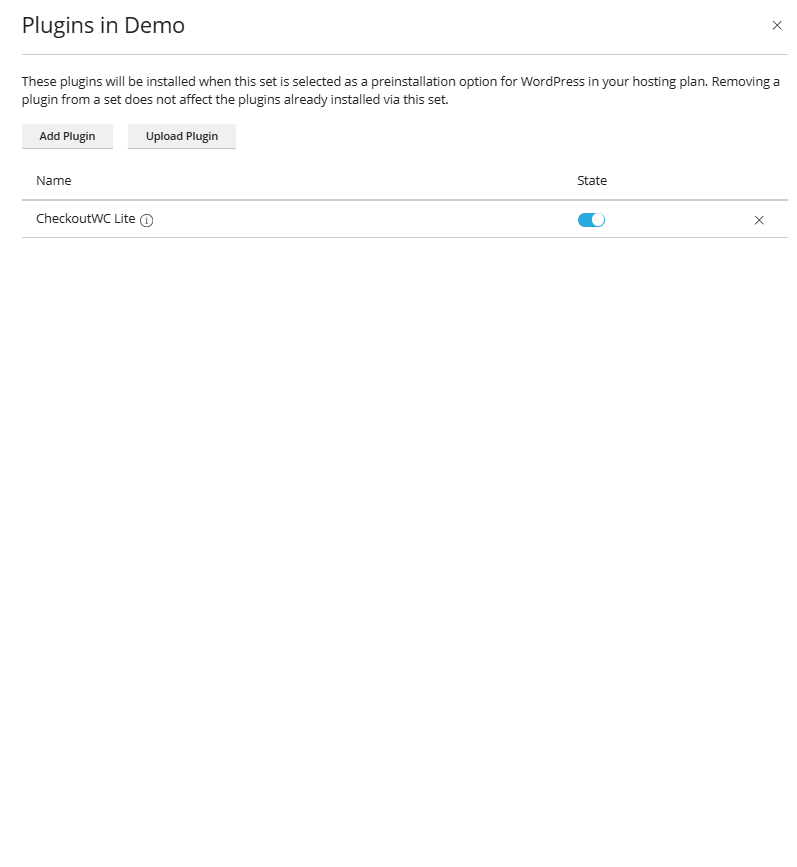 Plugins in Demo
These plugins will be installed when this set is selected as a preinstallation option for WordPress in your hosting plan. Removing a
plugin from a set does not affect the plugins already installed via this set.
Add Plugin Upload Plugin
Name State
CheckoutWC Lite